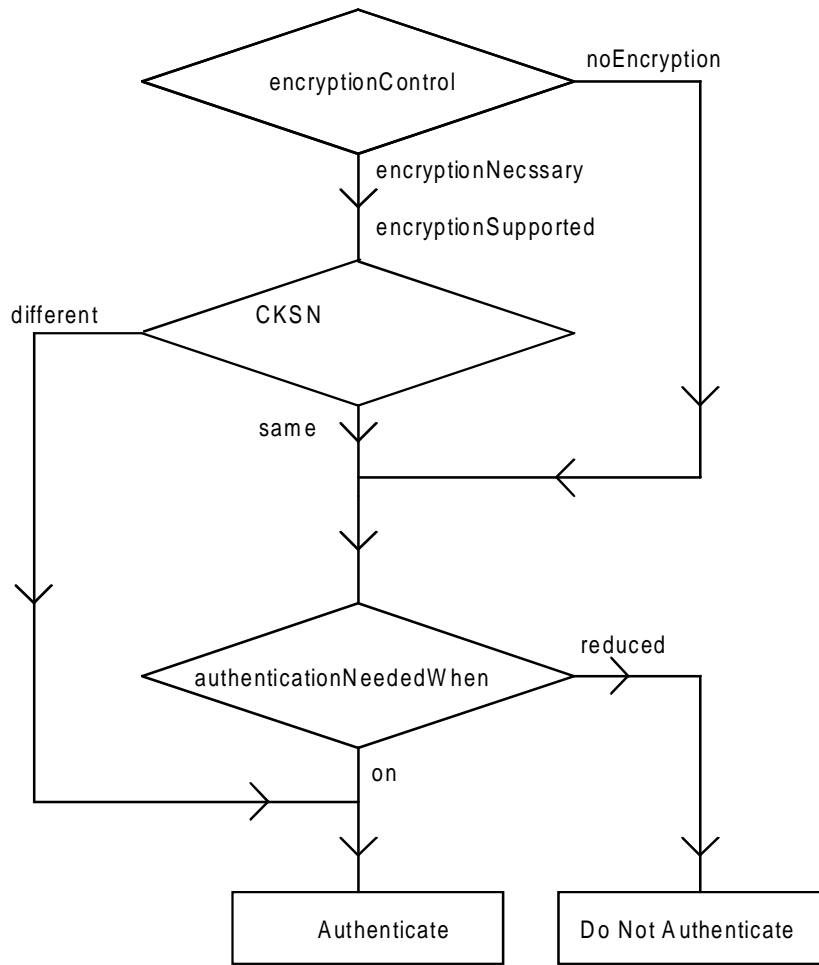 encryptionControl
noEncryption
encryptionNecssary
encryptionSupported
different
CKSN
same
reduced
authenticationNeededWhen
on
Authenticate
Do Not Authenticate